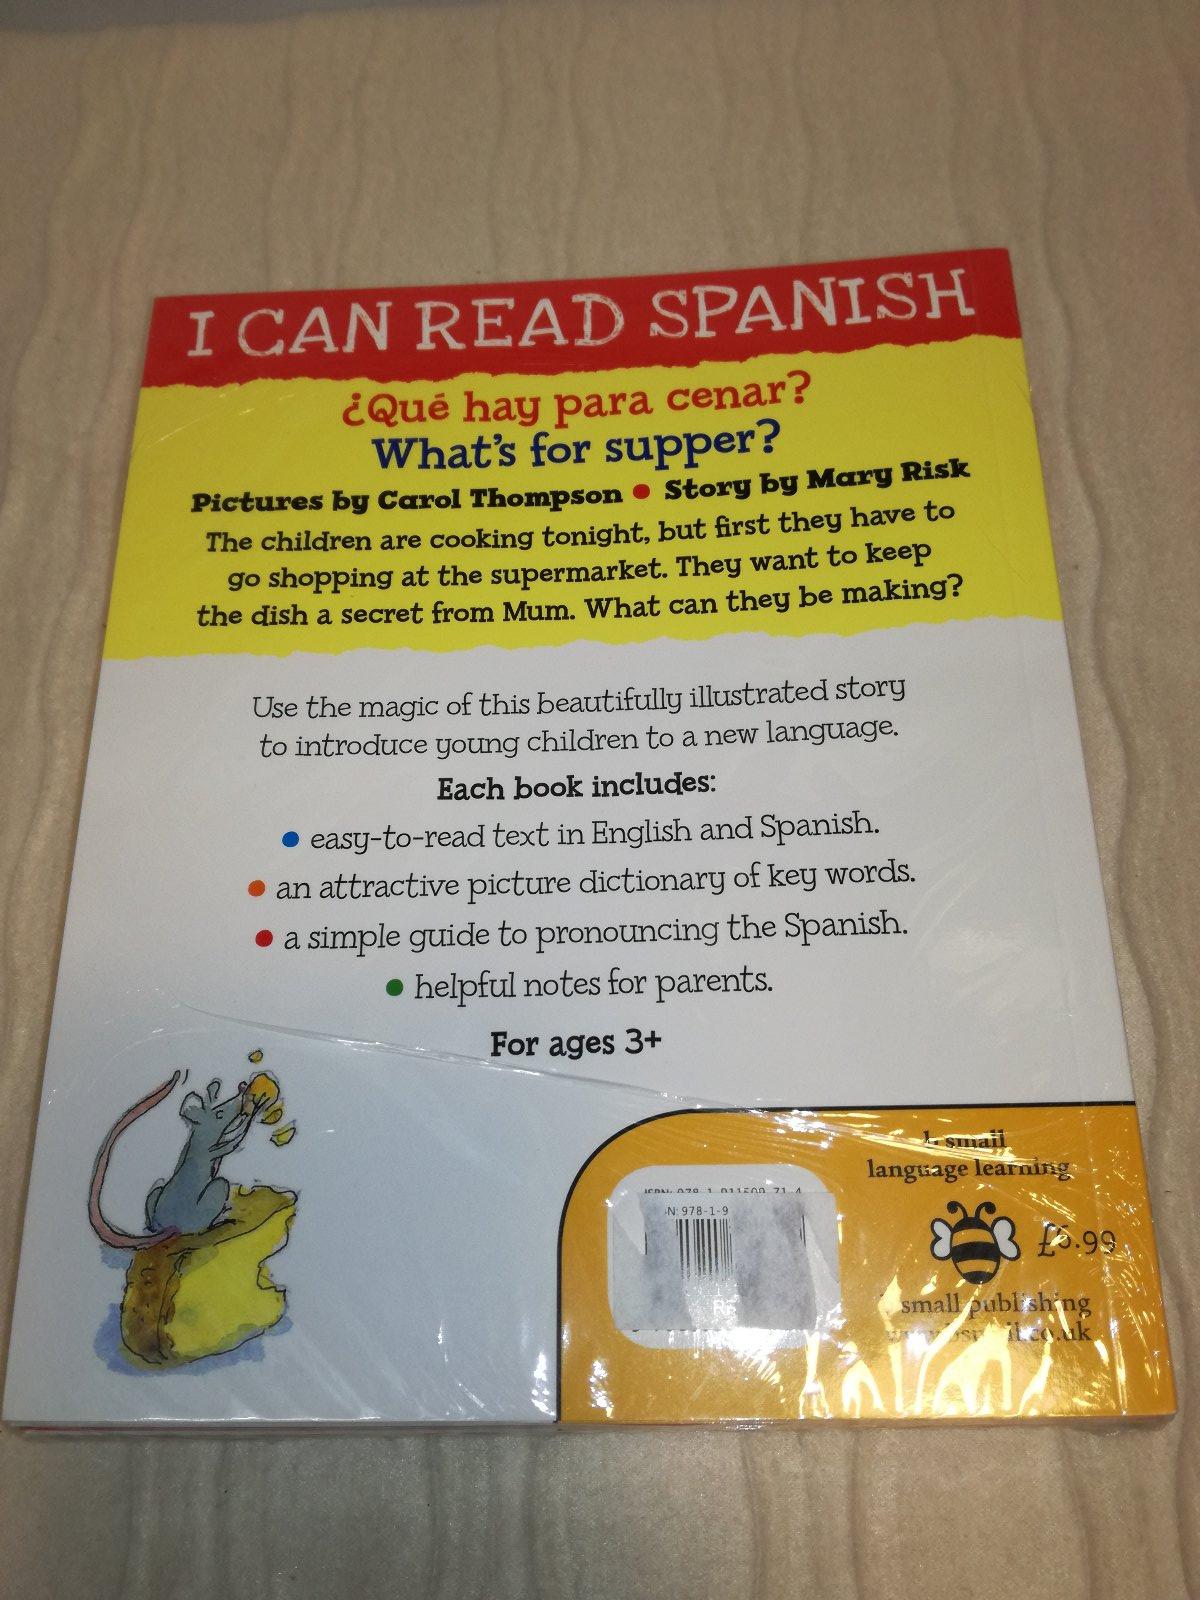 I CAN READ SPANISH
¿Qué hay para cenar?
What's for supper?
Pictures by Carol Thompson • Story by Mary Risk
The children are cooking tonight, but first they have to
go shopping at the supermarket. They want to keep
the dish a secret from Mum. What can they be making?
Use the magic of this beautifully illustrated story
to introduce young children to a new language.
Each book includes:
• easy-to-read text in English and Spanish.
• an attractive picture dictionary of key words.
• a simple guide to pronouncing the Spanish.
• helpful notes for parents.
For ages 3+
b small
language learning
N: 978-1-9
£6.99
small publishing